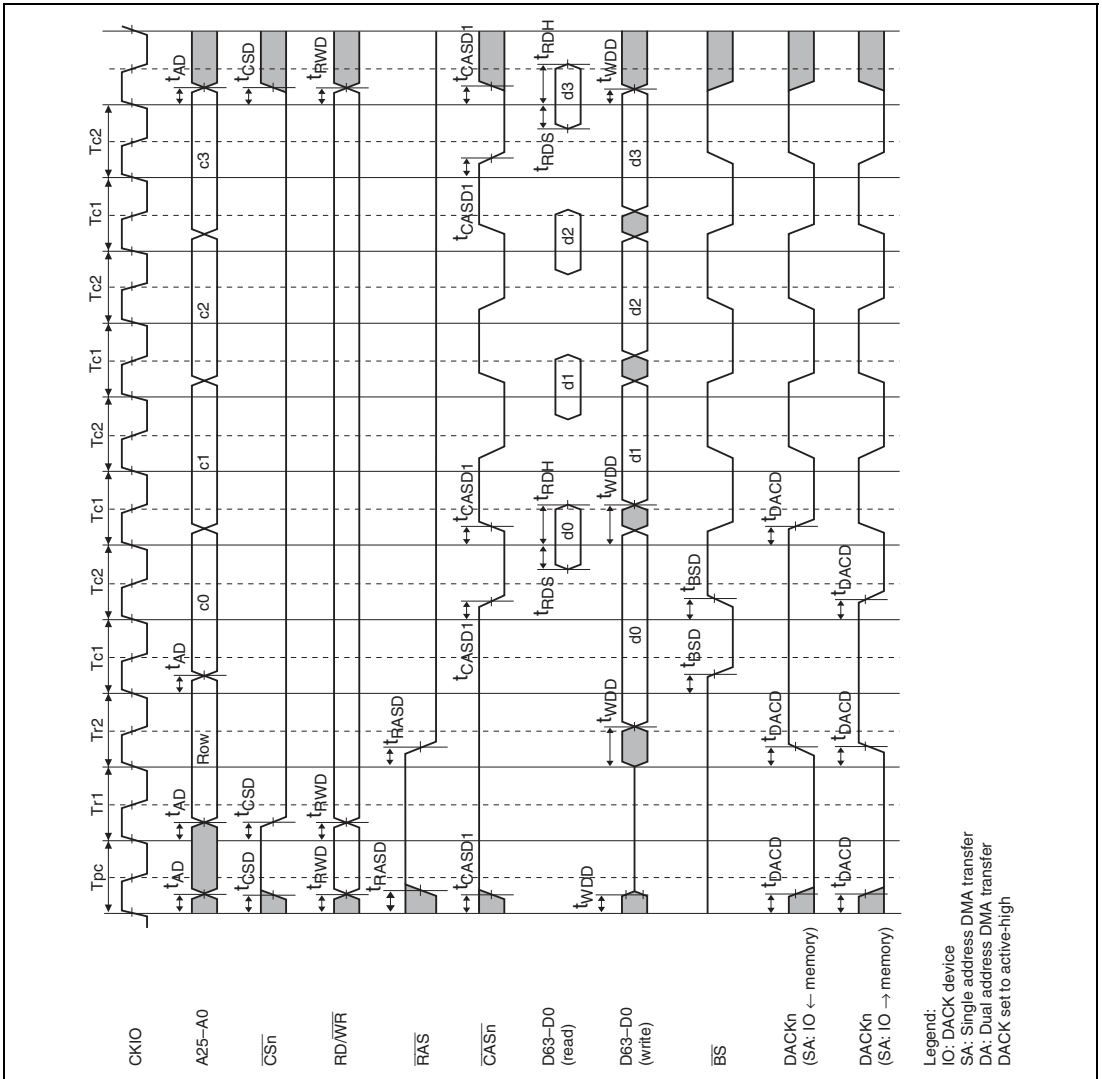 Tpc Tr1 Tr2 Tc1 Tc2 Tc1 Tc2 Tc1 Tc2 Tc1 Tc2
CKIO
A25–A0
tAD tAD Row tAD c0 c1 c2 c3 tAD
CSn
tCSD tCSD tCSD
RD/WR
tRWD tRWD tRWD
RAS
tRASD tRASD
CASn
tCASD1 tCASD1 tCASD1 tCASD1 tCASD1
D63–D0
(read)
tRDS d0 tRDH d1 d2 tRDS d3 tRDH
D63–D0
(write)
tWDD tWDD d0 tWDD d1 d2 d3 tWDD
BS
tBSD tBSD
DACKn
(SA: IO ← memory)
tDACD tDACD tDACD
DACKn
(SA: IO → memory)
tDACD tDACD tDACD
Legend:
IO: DACK device
SA: Single address DMA transfer
DA: Dual address DMA transfer
DACK set to active-high